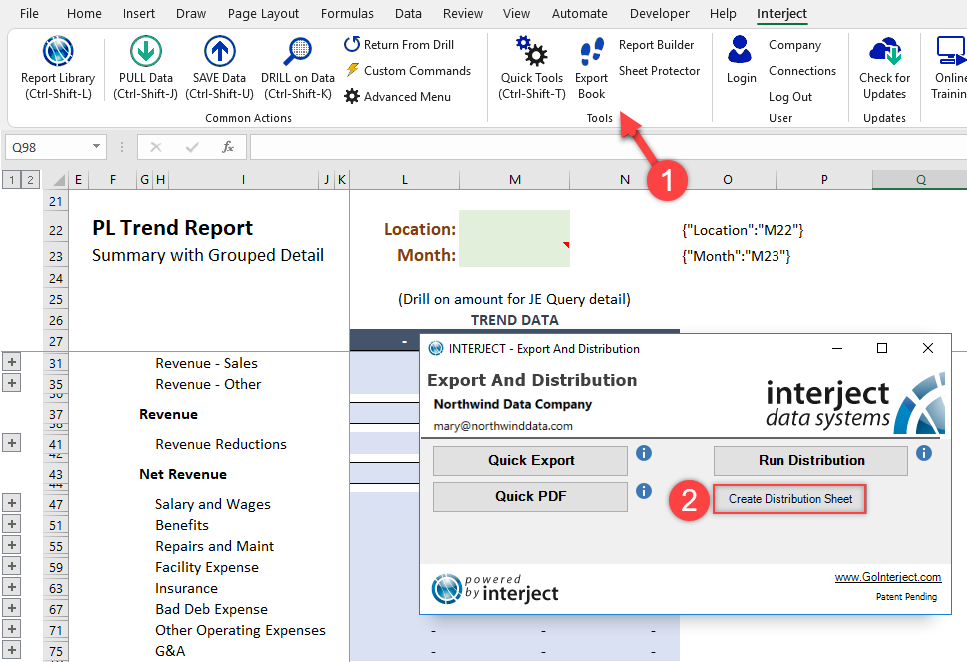 File Home Insert Draw Page Layout Formulas Data Review View Automate Developer Help Interject
Report Library
(Ctrl-Shift-L)
PULL Data
(Ctrl-Shift-J)
SAVE Data
(Ctrl-Shift-U)
DRILL on Data
(Ctrl-Shift-K)
Return From Drill
Custom Commands
Advanced Menu
Common Actions
Quick Tools
(Ctrl-Shift-T)
Export
Book
Report Builder
Sheet Protector
Tools
Login
Company
Connections
Log Out
User
Check for
Updates
Updates
Online
Trainin
Q98
fx
1
1 2
E F G H I J K L M N O P Q
21
22 PL Trend Report Location: {"Location":"M22"}
23 Summary with Grouped Detail Month: {"Month":"M23"}
24
25 (Drill on amount for JE Query detail)
26 TREND DATA
27 -
31 Revenue - Sales
35 Revenue - Other
36
37 Revenue
38
41 Revenue Reductions
42
43 Net Revenue
44
47 Salary and Wages
51 Benefits
55 Repairs and Maint
59 Facility Expense
63 Insurance
67 Bad Deb Expense
71 Other Operating Expenses - - -
75 G&A - - -
INTERJECT - Export And Distribution
Export And Distribution
Northwind Data Company
mary@northwinddata.com
interject
data systems
Quick Export
Run Distribution
Quick PDF
2
Create Distribution Sheet
powered
by interject
www.GoInterject.com
Patent Pending